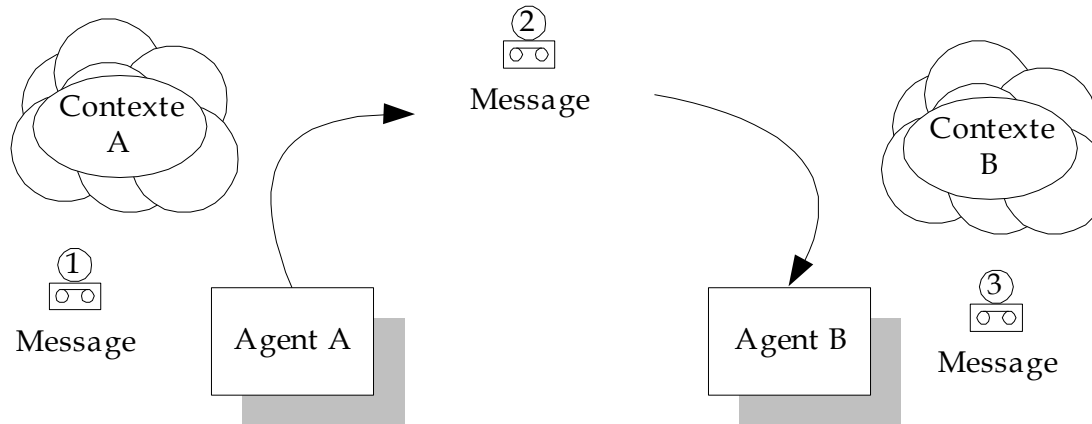 2
Message
Contexte
A
Contexte
B
1
Message
Agent A
Agent B
3
Message